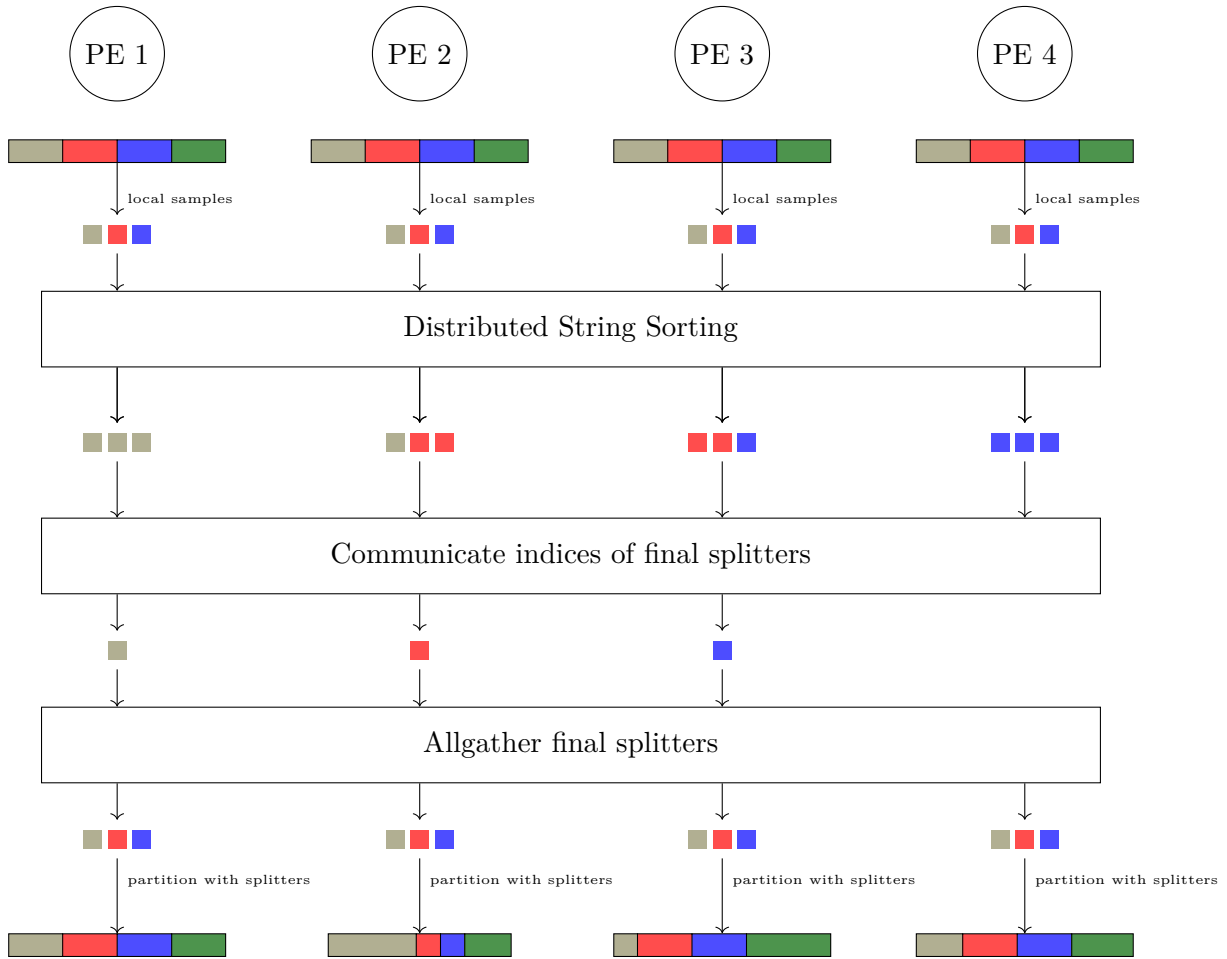 PE 1
PE 2
PE 3
PE 4
local samples
local samples
local samples
local samples
Distributed String Sorting
Communicate indices of final splitters
Allgather final splitters
partition with splitters
partition with splitters
partition with splitters
partition with splitters